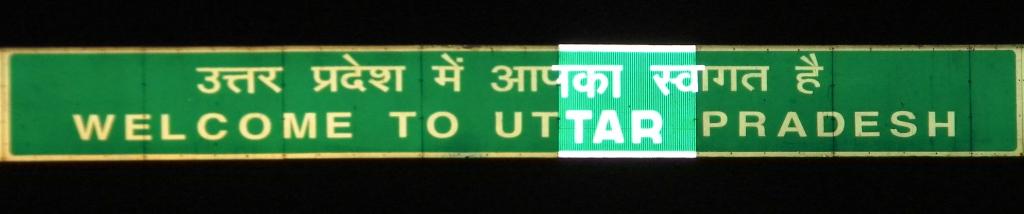 उत्तर प्रदेश में आपका स्वागत है
WELCOME TO UTTAR PRADESH